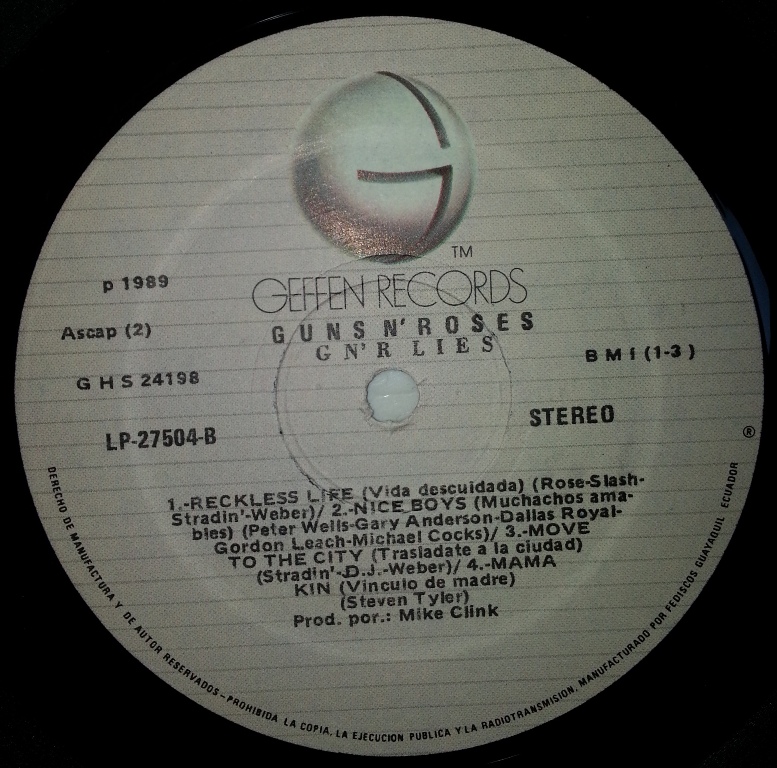 TM
GEFFEN RECORDS
p 1989
GUNS N' ROSES
GN'R LIES
Ascap (2)
BMI (1-3)
GHS 24198
STEREO
LP-27504-B
®
1.-RECKLESS LIFE (Vida descuidada) (Rose-Slash-
Stradin'-Weber)/ 2.-NICE BOYS (Muchachos ama-
bles) (Peter Wells-Gary Anderson-Dallas Royal-
Gordon Leach-Michael Cocks)/ 3.-MOVE
TO THE CITY (Trasladate a la ciudad)
(Stradin'-D.J.-Weber)/ 4.-MAMA
KIN (Vinculo de madre)
(Steven Tyler)
Prod. por.: Mike Clink
DERECHO DE MANUFACTURA Y DE AUTOR RESERVADOS-PROHIBIDA LA COPIA, LA EJECUCION PUBLICA Y LA RADIOTRANSMISION. MANUFACTURADO POR FEDISCOS GUAYAQUIL ECUADOR